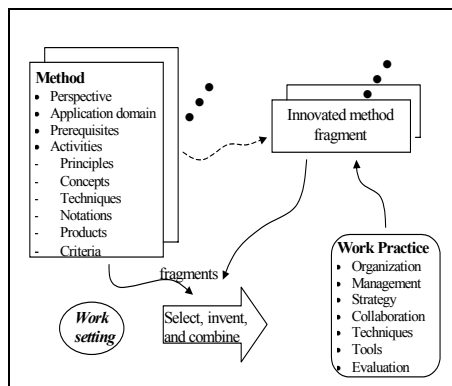 Method
• Perspective
• Application domain
• Prerequisites
• Activities
- Principles
- Concepts
- Techniques
- Notations
- Products
- Criteria
Innovated method
fragment
fragments
Work
setting
Select, invent,
and combine
Work Practice
• Organization
• Management
• Strategy
• Collaboration
• Techniques
• Tools
• Evaluation